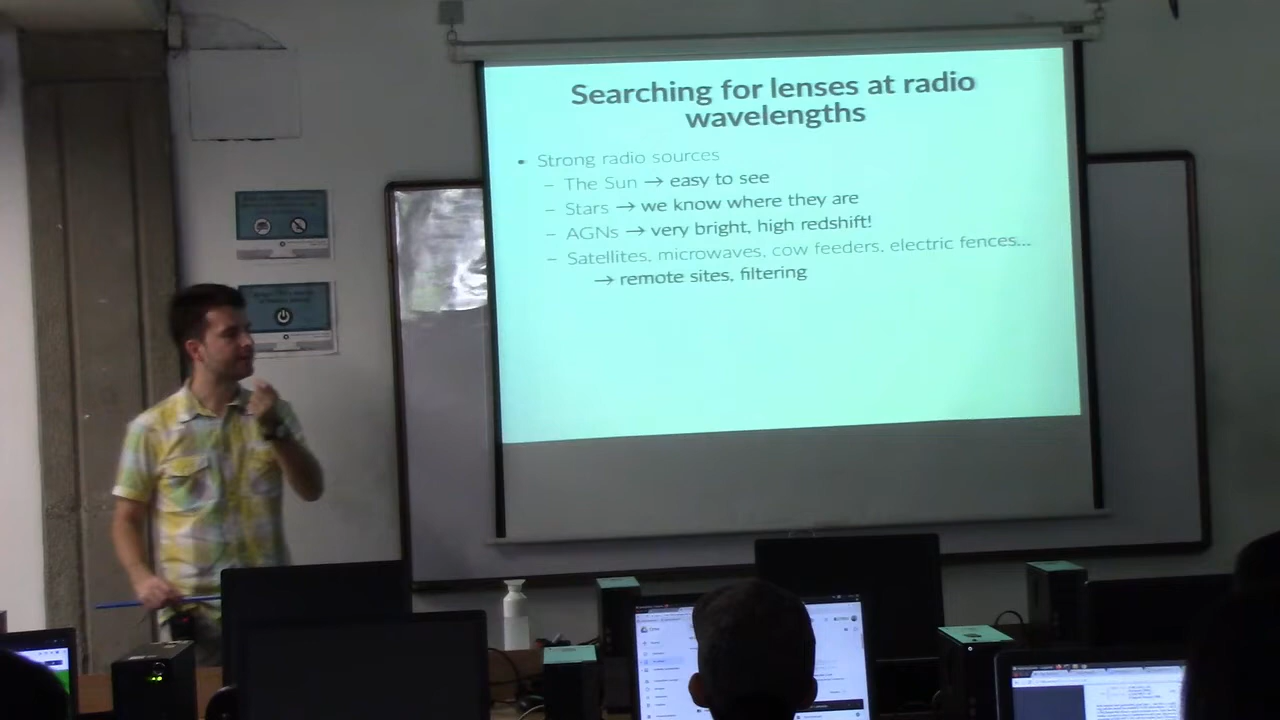 Searching for lenses at radio
wavelengths
• Strong radio sources
– The Sun → easy to see
– Stars → we know where they are
– AGNs → very bright, high redshift!
– Satellites, microwaves, cow feeders, electric fences...
→ remote sites, filtering